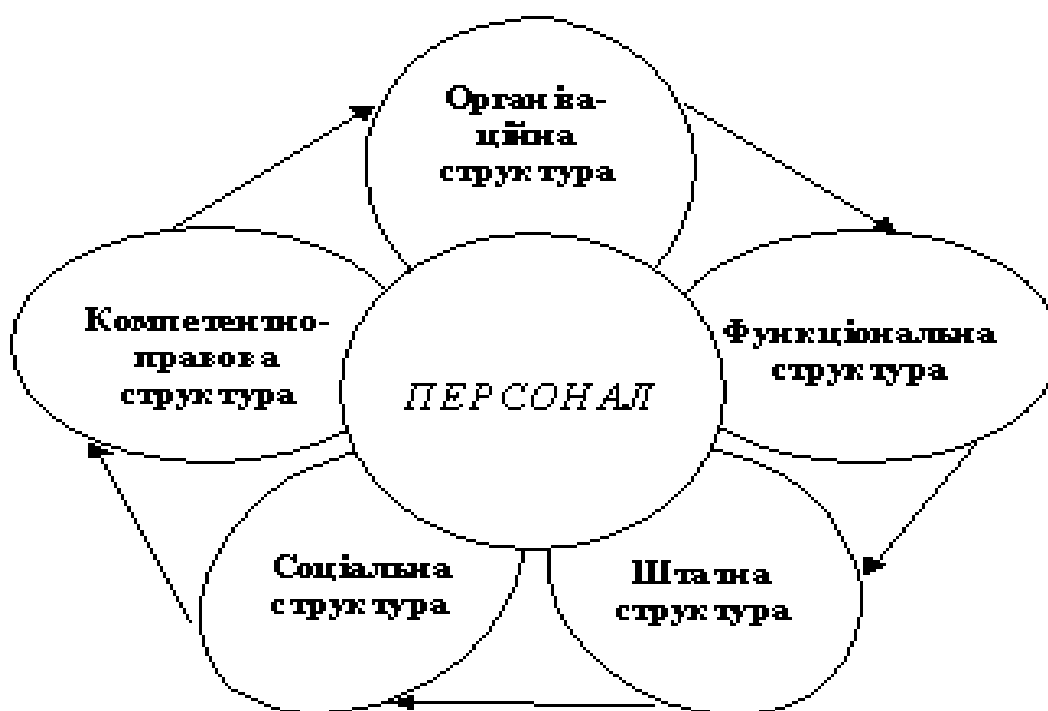 Організа-
ційна
структура
Компетентно-
правова
структура
ПЕРСОНАЛ
Функціональна
структура
Соціальна
структура
Штатна
структура